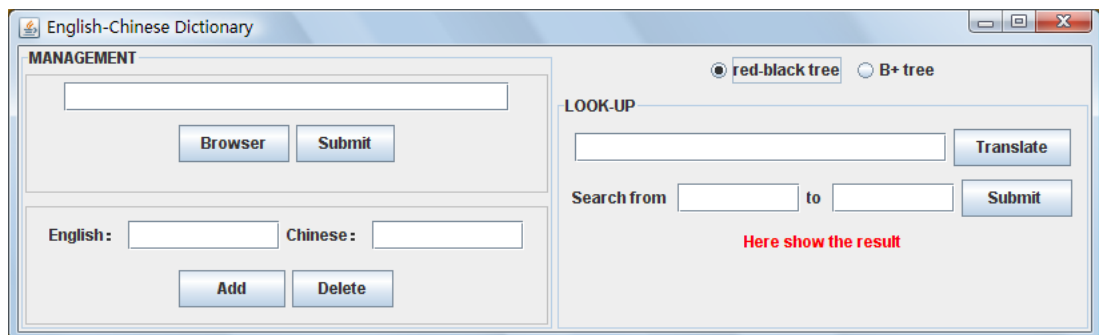 English-Chinese Dictionary
MANAGEMENT
Browser Submit
English: Chinese:
Add Delete
red-black tree B+ tree
LOOK-UP
Translate
Search from to Submit
Here show the result